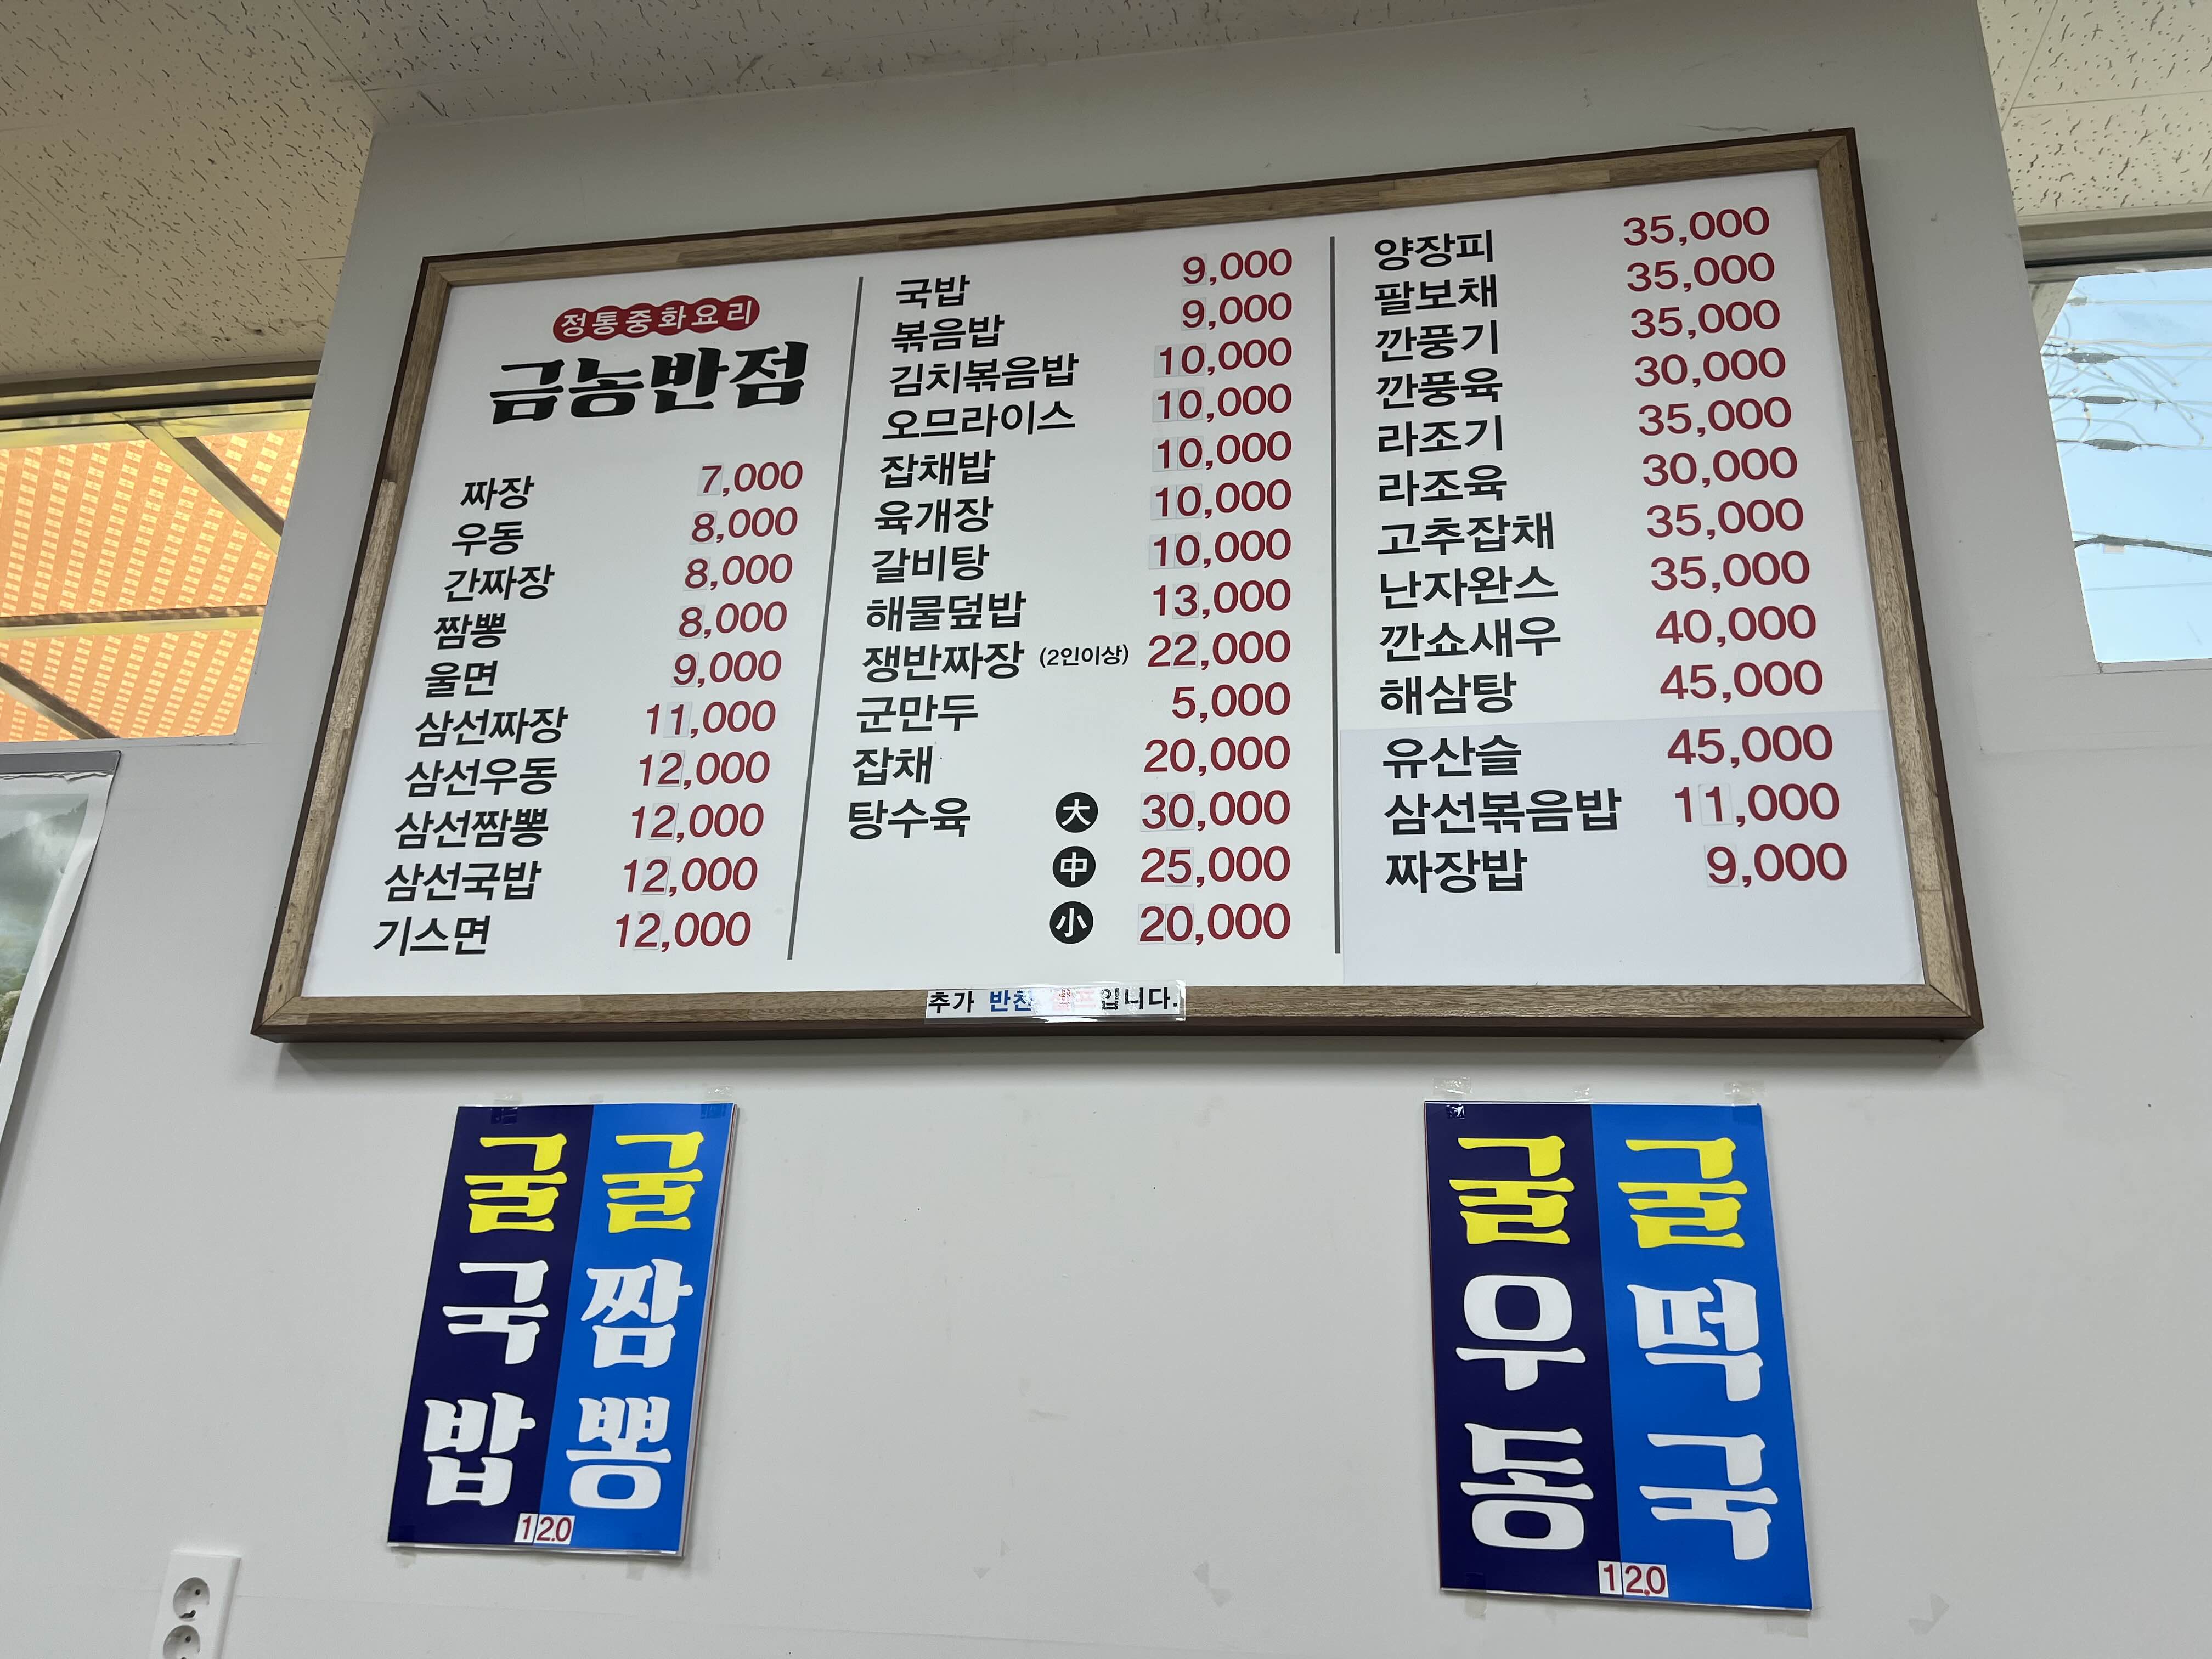 정통중화요리
금농반점
짜장 7,000
우동 8,000
간짜장 8,000
짬뽕 8,000
울면 9,000
삼선짜장 11,000
삼선우동 12,000
삼선짬뽕 12,000
삼선국밥 12,000
기스면 12,000
국밥 9,000
볶음밥 9,000
김치볶음밥 10,000
오므라이스 10,000
잡채밥 10,000
육개장 10,000
갈비탕 10,000
해물덮밥 13,000
쟁반짜장 (2인이상) 22,000
군만두 5,000
잡채 20,000
탕수육 大 30,000
中 25,000
小 20,000
양장피 35,000
팔보채 35,000
깐풍기 35,000
깐풍육 30,000
라조기 35,000
라조육 30,000
고추잡채 35,000
난자완스 35,000
깐쇼새우 40,000
해삼탕 45,000
유산슬 45,000
삼선볶음밥 11,000
짜장밥 9,000
추가 반찬 입니다.
굴국밥
굴짬뽕
12.0
굴우동
굴떡국
12.0